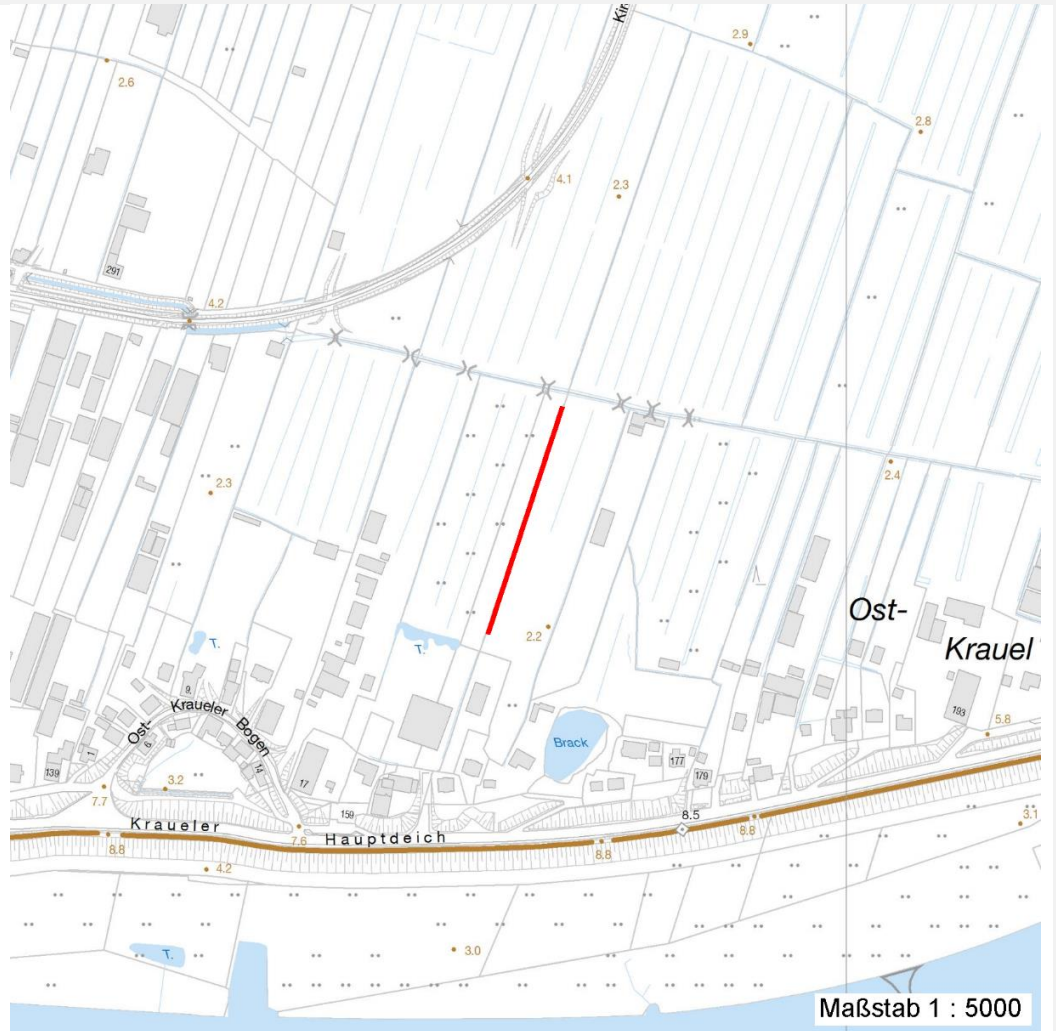 2.9
2.6
2.8
4.1
2.3
291
4.2
2.4
2.3
Ost-
Krauel
2.2
T.
T.
9
Ost-
Kraueler
Bogen
6
1
14
17
139
159
Brack
177
179
193
5.8
3.2
7.7
7.6
8.5
8.8
3.1
Kraueler
Hauptdeich
8.8
8.8
4.2
3.0
T.
Maßstab 1 : 5000